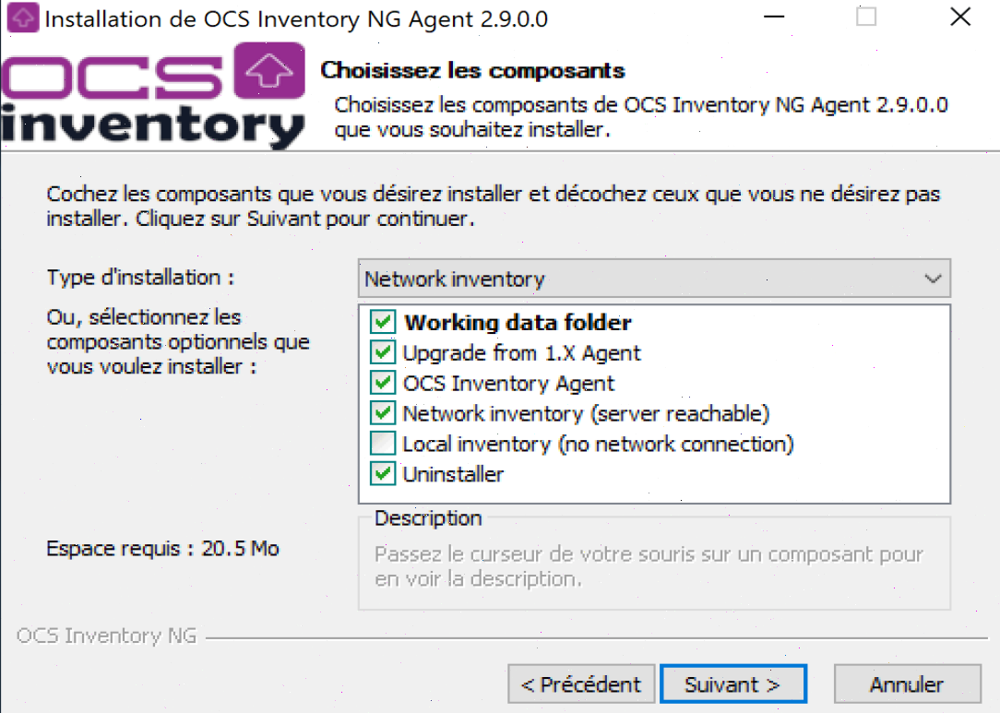 Installation de OCS Inventory NG Agent 2.9.0.0
OCS
inventory
Choisissez les composants
Choisissez les composants de OCS Inventory NG Agent 2.9.0.0
que vous souhaitez installer.
Cochez les composants que vous désirez installer et décochez ceux que vous ne désirez pas
installer. Cliquez sur Suivant pour continuer.
Type d'installation :
Network inventory
Ou, sélectionnez les
composants optionnels que
vous voulez installer :
Working data folder
Upgrade from 1.X Agent
OCS Inventory Agent
Network inventory (server reachable)
Local inventory (no network connection)
Uninstaller
Espace requis : 20.5 Mo
Description
Passez le curseur de votre souris sur un composant pour
en voir la description.
OCS Inventory NG
< Précédent
Suivant >
Annuler